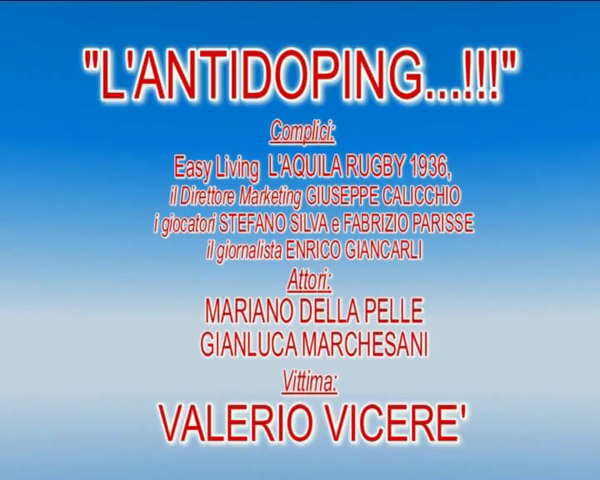 "L'ANTIDOPING...!!!"
Complici:
Easy Living L'AQUILA RUGBY 1936,
il Direttore Marketing GIUSEPPE CALICCHIO
i giocatori STEFANO SILVA e FABRIZIO PARISSE
il giornalista ENRICO GIANCARLI
Attori:
MARIANO DELLA PELLE
GIANLUCA MARCHESANI
Vittima:
VALERIO VICERE'